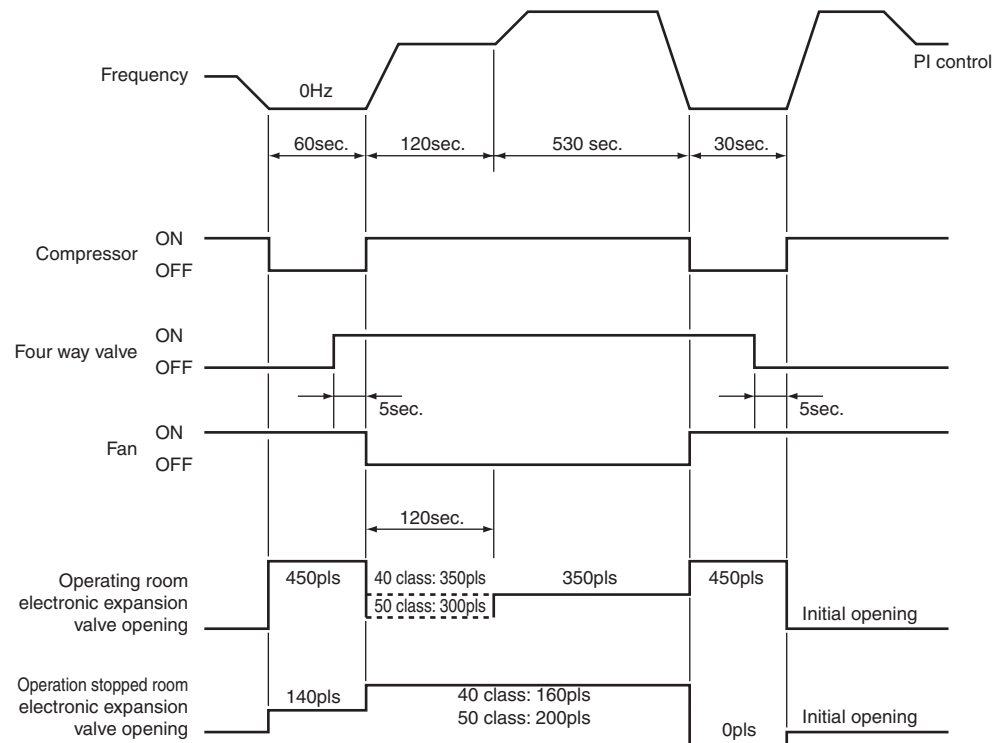 Frequency
0Hz
PI control
60sec.
120sec.
530 sec.
30sec.
Compressor
ON
OFF
Four way valve
ON
OFF
5sec.
5sec.
Fan
ON
OFF
120sec.
Operating room
electronic expansion
valve opening
450pls
40 class: 350pls
50 class: 300pls
350pls
450pls
Initial opening
Operation stopped room
electronic expansion
valve opening
140pls
40 class: 160pls
50 class: 200pls
0pls
Initial opening